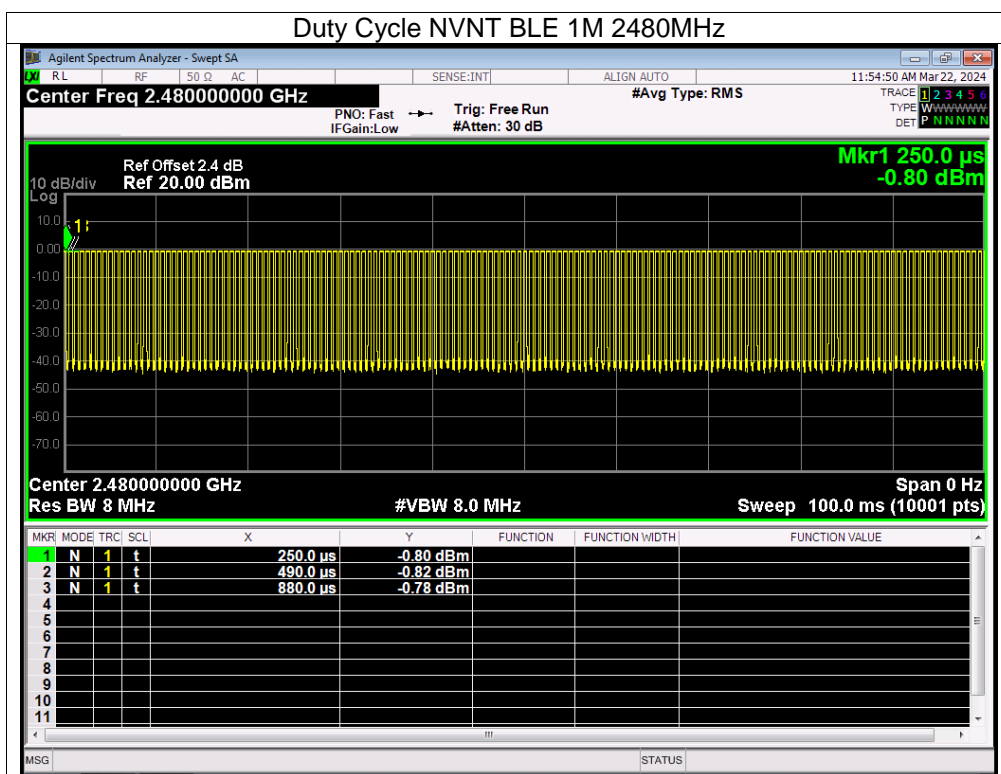 Duty Cycle NVNT BLE 1M 2480MHz
Agilent Spectrum Analyzer - Swept SA
LXI RL RF 50 Ω AC SENSE:INT ALIGN AUTO 11:54:50 AM Mar 22, 2024
Center Freq 2.480000000 GHz #Avg Type: RMS TRACE 1 2 3 4 5 6
PNO: Fast Trig: Free Run TYPE WWWWWWW
IFGain:Low #Atten: 30 dB DET P N N N N N
Mkr1 250.0 µs
Ref Offset 2.4 dB
10 dB/div Ref 20.00 dBm -0.80 dBm
Log
10.0
1
0.00
-10.0
-20.0
-30.0
-40.0
-50.0
-60.0
-70.0
Center 2.480000000 GHz Span 0 Hz
Res BW 8 MHz #VBW 8.0 MHz Sweep 100.0 ms (10001 pts)
MKR MODE TRC SCL X Y FUNCTION FUNCTION WIDTH FUNCTION VALUE
1 N 1 t 250.0 µs -0.80 dBm
2 N 1 t 490.0 µs -0.82 dBm
3 N 1 t 880.0 µs -0.78 dBm
4
5
6
7
8
9
10
11
MSG STATUS